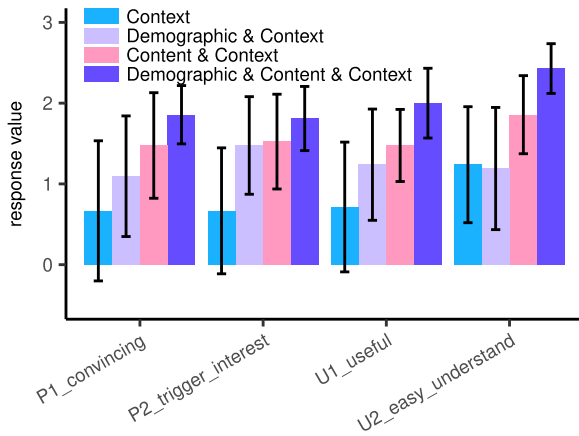 3
2
1
0
response value
Context
Demographic & Context
Content & Context
Demographic & Content & Context
P1_convincing
P2_trigger_interest
U1_useful
U2_easy_understand